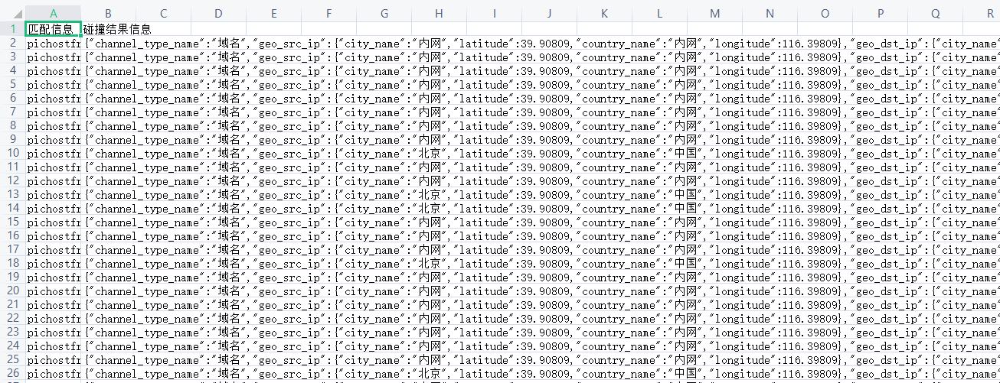 A B C D E F G H I J K L M N O P Q R
1 匹配信息 碰撞结果信息
2 pichostfr {"channel_type_name":"域名","geo_src_ip":{"city_name":"内网","latitude":39.90809,"country_name":"内网","longitude":116.39809},"geo_dst_ip":{"city_name"
3 pichostfr {"channel_type_name":"域名","geo_src_ip":{"city_name":"内网","latitude":39.90809,"country_name":"内网","longitude":116.39809},"geo_dst_ip":{"city_name"
4 pichostfr {"channel_type_name":"域名","geo_src_ip":{"city_name":"内网","latitude":39.90809,"country_name":"内网","longitude":116.39809},"geo_dst_ip":{"city_name"
5 pichostfr {"channel_type_name":"域名","geo_src_ip":{"city_name":"内网","latitude":39.90809,"country_name":"内网","longitude":116.39809},"geo_dst_ip":{"city_name"
6 pichostfr {"channel_type_name":"域名","geo_src_ip":{"city_name":"内网","latitude":39.90809,"country_name":"内网","longitude":116.39809},"geo_dst_ip":{"city_name"
7 pichostfr {"channel_type_name":"域名","geo_src_ip":{"city_name":"内网","latitude":39.90809,"country_name":"内网","longitude":116.39809},"geo_dst_ip":{"city_name"
8 pichostfr {"channel_type_name":"域名","geo_src_ip":{"city_name":"内网","latitude":39.90809,"country_name":"内网","longitude":116.39809},"geo_dst_ip":{"city_name"
9 pichostfr {"channel_type_name":"域名","geo_src_ip":{"city_name":"内网","latitude":39.90809,"country_name":"内网","longitude":116.39809},"geo_dst_ip":{"city_name"
10 pichostfr {"channel_type_name":"域名","geo_src_ip":{"city_name":"北京","latitude":39.90809,"country_name":"中国","longitude":116.39809},"geo_dst_ip":{"city_name"
11 pichostfr {"channel_type_name":"域名","geo_src_ip":{"city_name":"内网","latitude":39.90809,"country_name":"内网","longitude":116.39809},"geo_dst_ip":{"city_name"
12 pichostfr {"channel_type_name":"域名","geo_src_ip":{"city_name":"内网","latitude":39.90809,"country_name":"内网","longitude":116.39809},"geo_dst_ip":{"city_name"
13 pichostfr {"channel_type_name":"域名","geo_src_ip":{"city_name":"北京","latitude":39.90809,"country_name":"中国","longitude":116.39809},"geo_dst_ip":{"city_name"
14 pichostfr {"channel_type_name":"域名","geo_src_ip":{"city_name":"北京","latitude":39.90809,"country_name":"中国","longitude":116.39809},"geo_dst_ip":{"city_name"
15 pichostfr {"channel_type_name":"域名","geo_src_ip":{"city_name":"内网","latitude":39.90809,"country_name":"内网","longitude":116.39809},"geo_dst_ip":{"city_name"
16 pichostfr {"channel_type_name":"域名","geo_src_ip":{"city_name":"内网","latitude":39.90809,"country_name":"内网","longitude":116.39809},"geo_dst_ip":{"city_name"
17 pichostfr {"channel_type_name":"域名","geo_src_ip":{"city_name":"内网","latitude":39.90809,"country_name":"内网","longitude":116.39809},"geo_dst_ip":{"city_name"
18 pichostfr {"channel_type_name":"域名","geo_src_ip":{"city_name":"北京","latitude":39.90809,"country_name":"中国","longitude":116.39809},"geo_dst_ip":{"city_name"
19 pichostfr {"channel_type_name":"域名","geo_src_ip":{"city_name":"内网","latitude":39.90809,"country_name":"内网","longitude":116.39809},"geo_dst_ip":{"city_name"
20 pichostfr {"channel_type_name":"域名","geo_src_ip":{"city_name":"内网","latitude":39.90809,"country_name":"内网","longitude":116.39809},"geo_dst_ip":{"city_name"
21 pichostfr {"channel_type_name":"域名","geo_src_ip":{"city_name":"内网","latitude":39.90809,"country_name":"内网","longitude":116.39809},"geo_dst_ip":{"city_name"
22 pichostfr {"channel_type_name":"域名","geo_src_ip":{"city_name":"内网","latitude":39.90809,"country_name":"内网","longitude":116.39809},"geo_dst_ip":{"city_name"
23 pichostfr {"channel_type_name":"域名","geo_src_ip":{"city_name":"内网","latitude":39.90809,"country_name":"内网","longitude":116.39809},"geo_dst_ip":{"city_name"
24 pichostfr {"channel_type_name":"域名","geo_src_ip":{"city_name":"内网","latitude":39.90809,"country_name":"内网","longitude":116.39809},"geo_dst_ip":{"city_name"
25 pichostfr {"channel_type_name":"域名","geo_src_ip":{"city_name":"内网","latitude":39.90809,"country_name":"内网","longitude":116.39809},"geo_dst_ip":{"city_name"
26 pichostfr {"channel_type_name":"域名","geo_src_ip":{"city_name":"北京","latitude":39.90809,"country_name":"中国","longitude":116.39809},"geo_dst_ip":{"city_name"